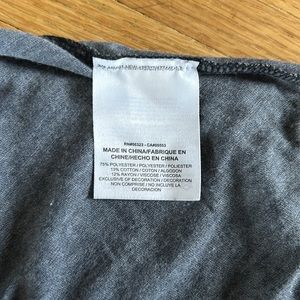 RN#56323 - CA#05553
MADE IN CHINA/FABRIQUE EN
CHINE/HECHO EN CHINA
75% POLYESTER / POLYESTER / POLIESTER
13% COTTON / COTON / ALGODON
12% RAYON / VISCOSE / VISCOSA
EXCLUSIVE OF DECORATION / DECORATION
NON COMPRISE / NO INCLUYE LA
DECORACION